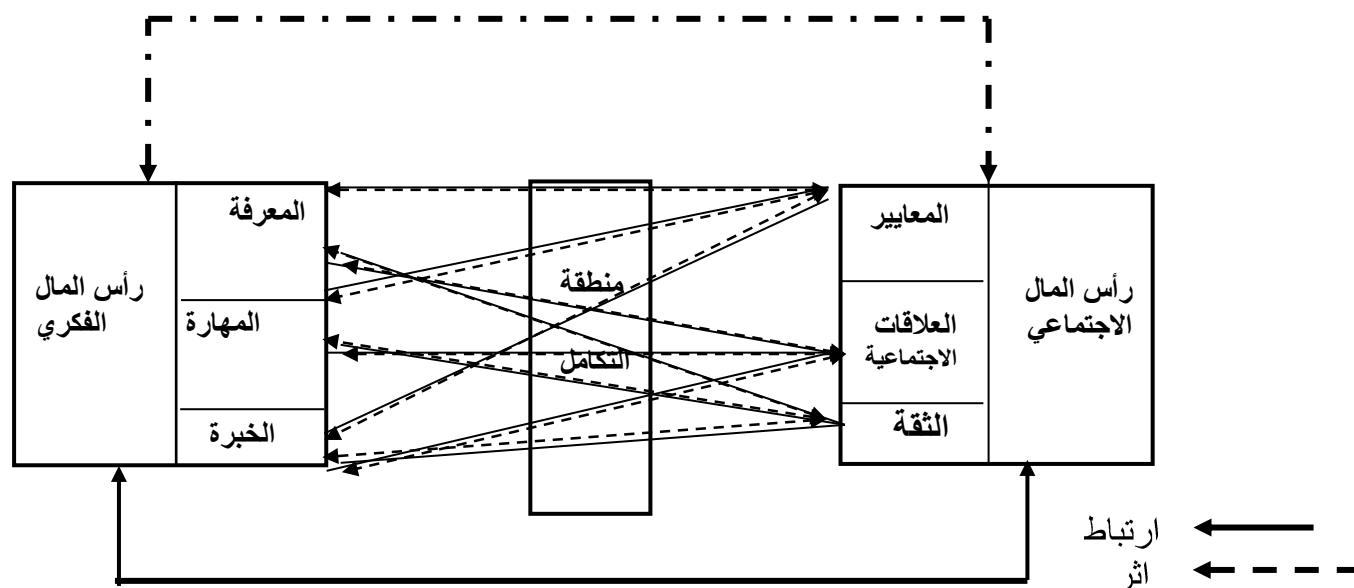 رأس المال
الاجتماعي
المعايير
العلاقات
الاجتماعية
الثقة
منطقة
التكامل
المعرفة
المهارة
الخبرة
رأس المال
الفكري
ارتباط
اثر